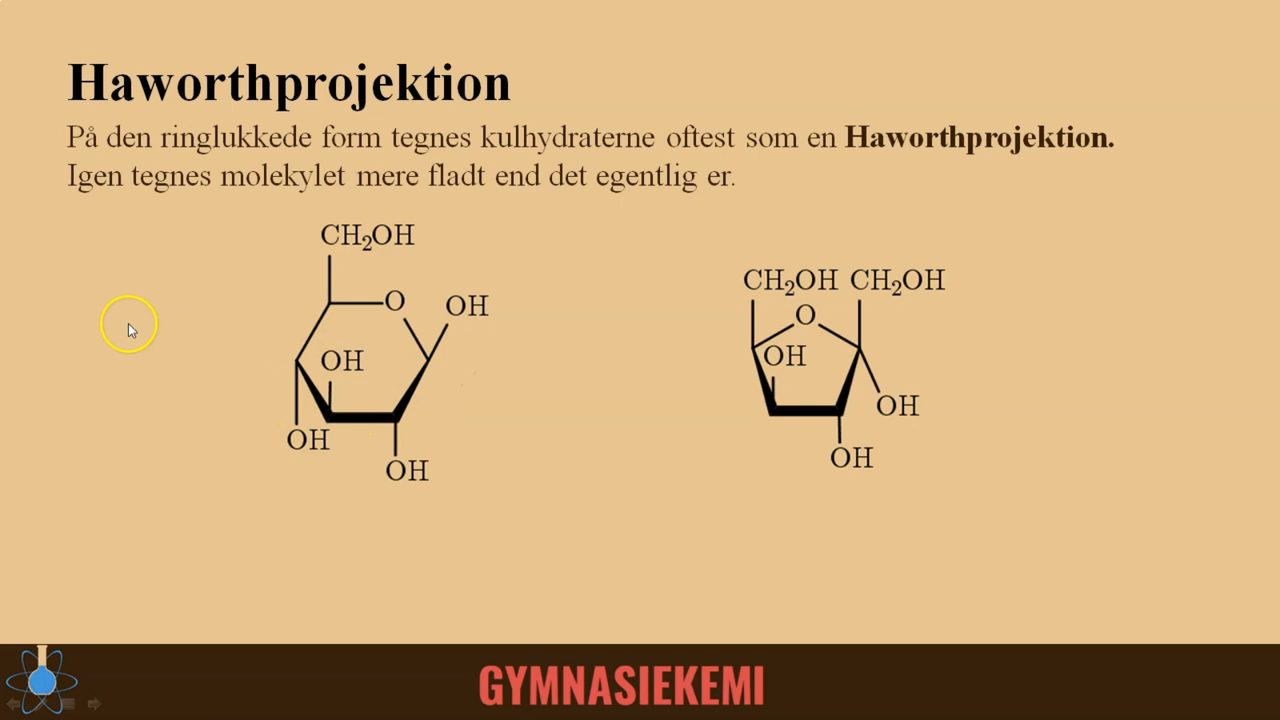 Haworthprojektion
På den ringlukkede form tegnes kulhydraterne oftest som en Haworthprojektion.
Igen tegnes molekylet mere fladt end det egentlig er.
CH₂OH
O
OH
OH
OH
OH
CH₂OH CH₂OH
O
OH
OH
OH
GYMNASIEKEMI